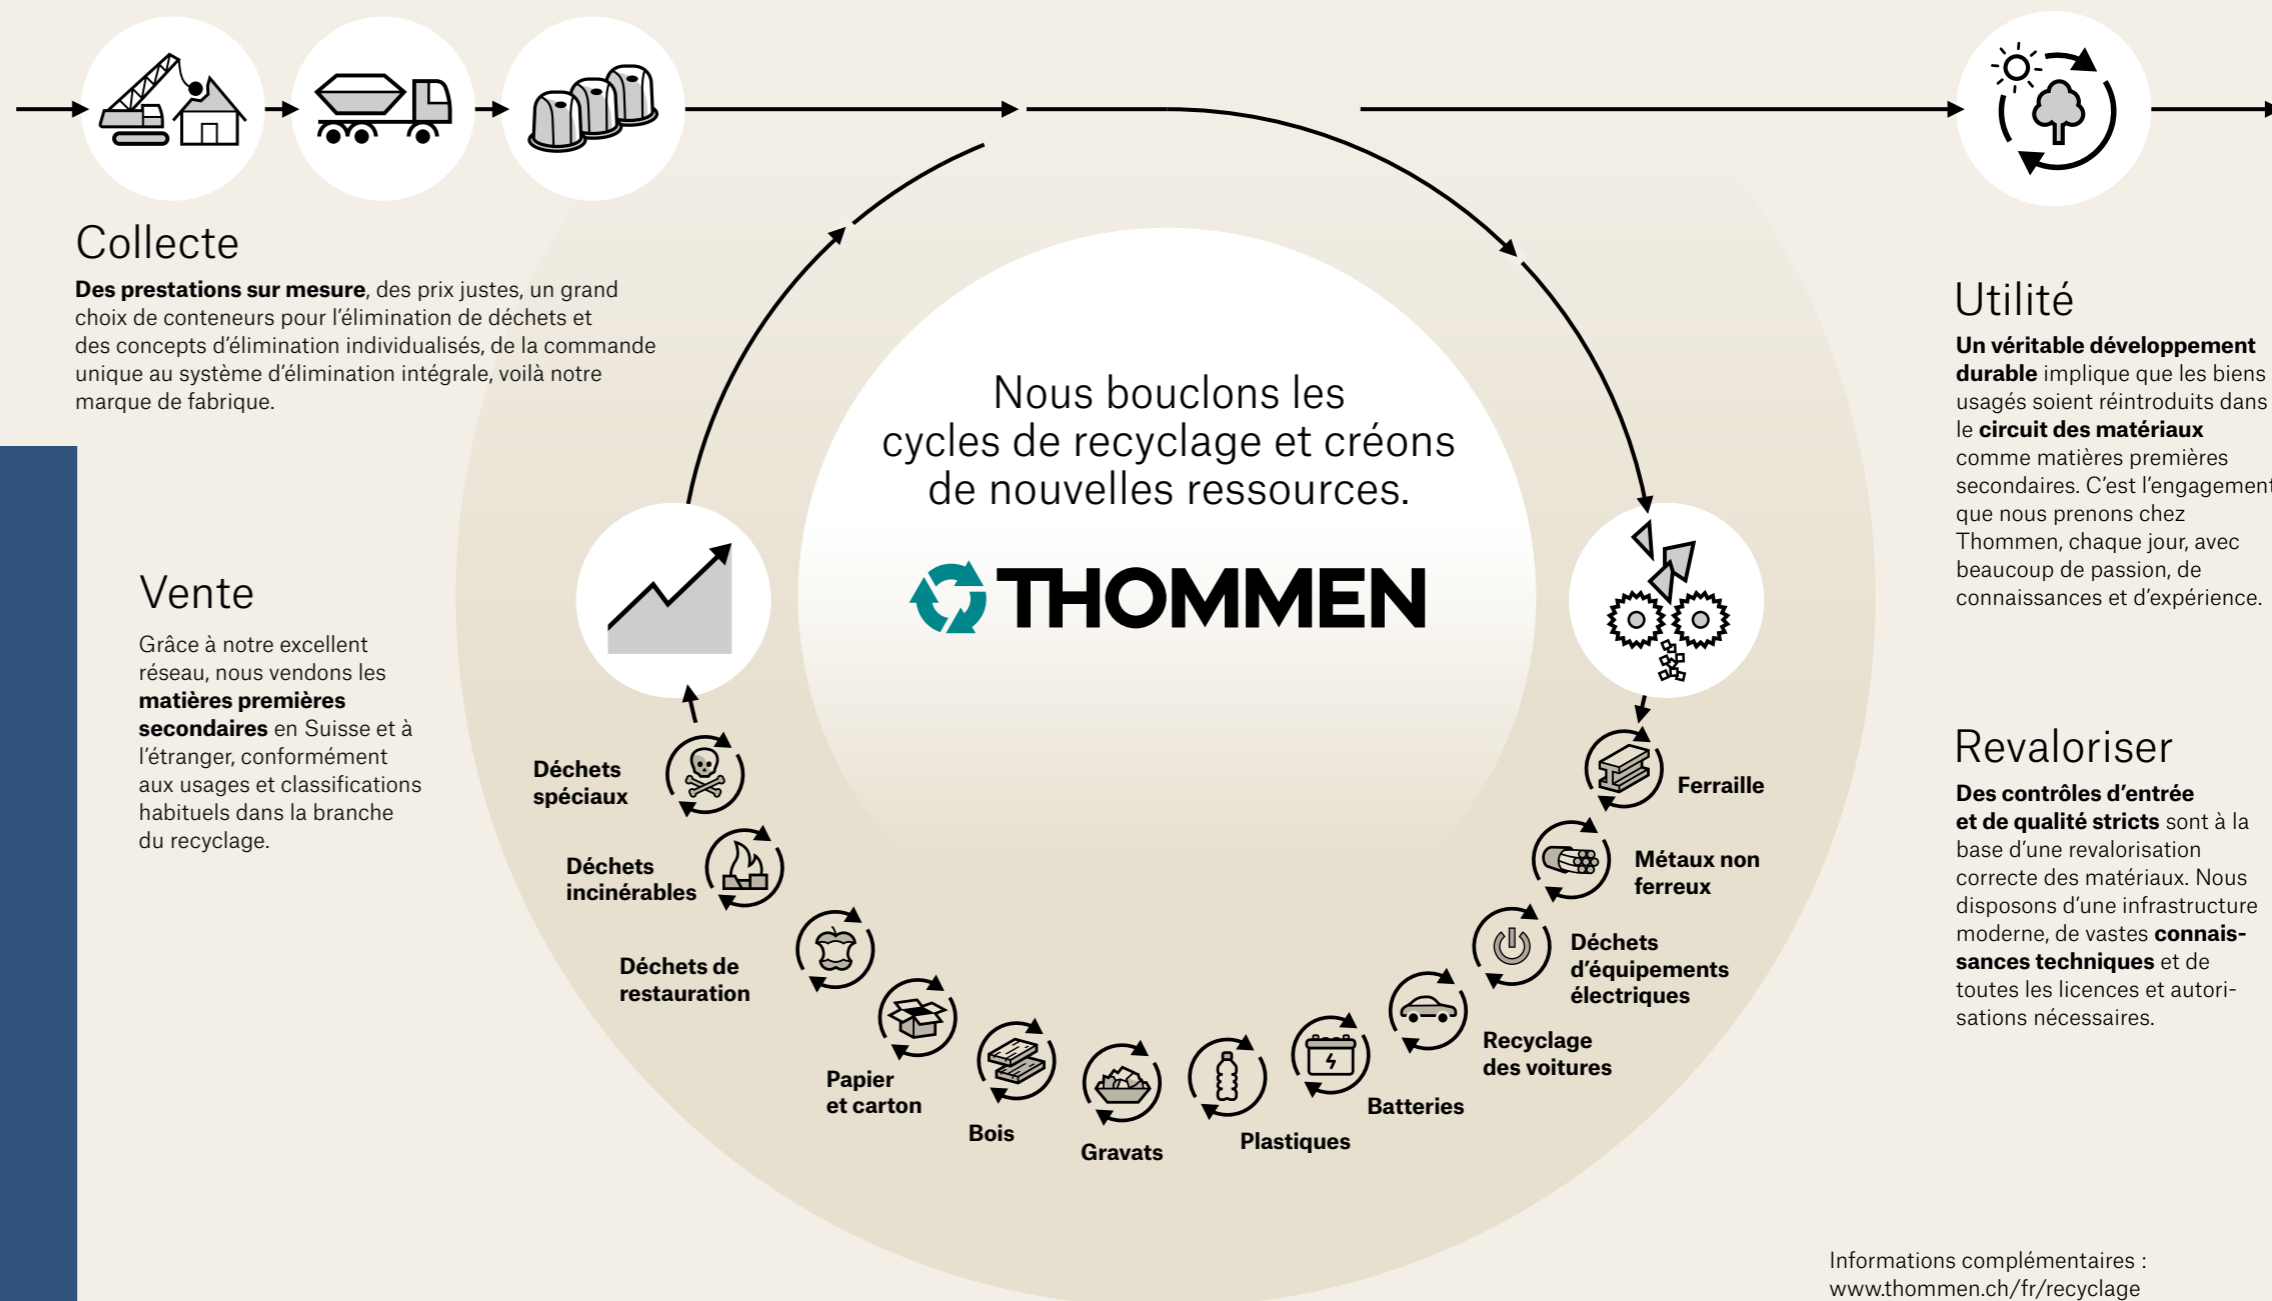 Collecte
Des prestations sur mesure, des prix justes, un grand
choix de conteneurs pour l’élimination de déchets et
des concepts d’élimination individualisés, de la commande
unique au système d’élimination intégrale, voilà notre
marque de fabrique.
Utilité
Un véritable développement
durable implique que les biens
usagés soient réintroduits dans
le circuit des matériaux
comme matières premières
secondaires. C’est l’engagement
que nous prenons chez
Thommen, chaque jour, avec
beaucoup de passion, de
connaissances et d’expérience.
Nous bouclons les
cycles de recyclage et créons
de nouvelles ressources.
THOMMEN
Vente
Grâce à notre excellent
réseau, nous vendons les
matières premières
secondaires en Suisse et à
l’étranger, conformément
aux usages et classifications
habituels dans la branche
du recyclage.
Revaloriser
Des contrôles d’entrée
et de qualité stricts sont à la
base d’une revalorisation
correcte des matériaux. Nous
disposons d’une infrastructure
moderne, de vastes connais-
sances techniques et de
toutes les licences et autori-
sations nécessaires.
Ferraille
Métaux non
ferreux
Déchets
d’équipements
électriques
Recyclage
des voitures
Batteries
Plastiques
Gravats
Bois
Papier
et carton
Déchets de
restauration
Déchets
incinérables
Déchets
spéciaux
Informations complémentaires :
www.thommen.ch/fr/recyclage